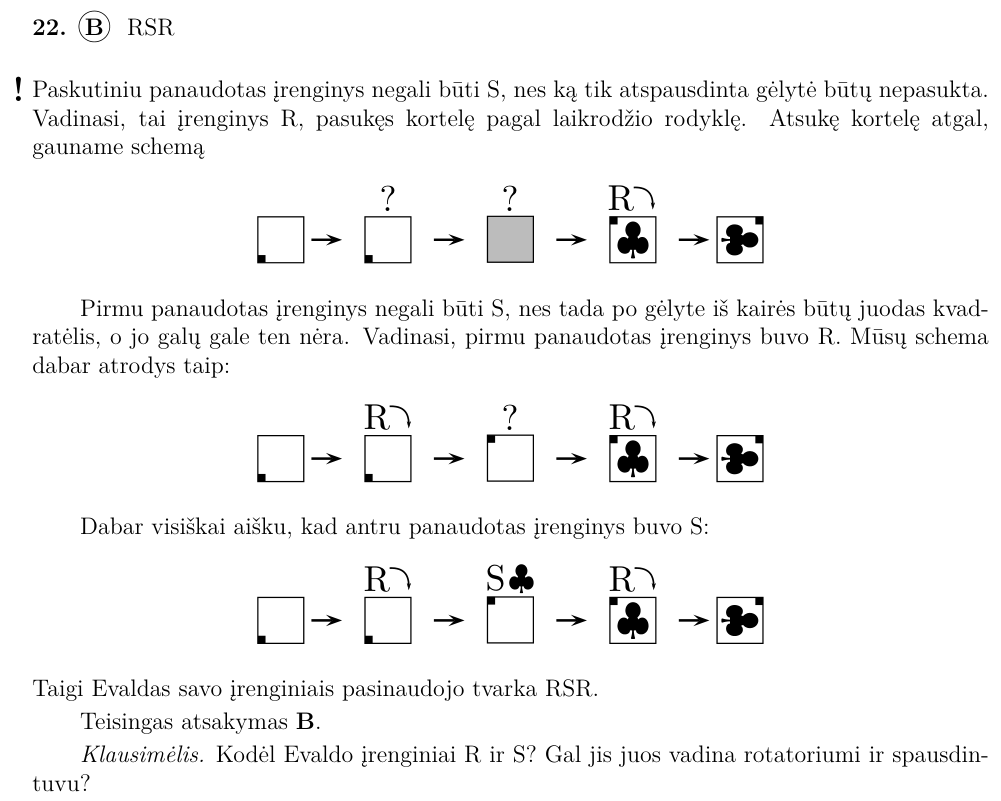 22. B RSR
! Paskutiniu panaudotas įrenginys negali būti S, nes ką tik atspausdinta gėlytė būtų nepasukta.
Vadinasi, tai įrenginys R, pasukęs kortelę pagal laikrodžio rodyklę. Atsukę kortelę atgal,
gauname schemą
? ? R
Pirmu panaudotas įrenginys negali būti S, nes tada po gėlyte iš kairės būtų juodas kvad-
ratėlis, o jo galų gale ten nėra. Vadinasi, pirmu panaudotas įrenginys buvo R. Mūsų schema
dabar atrodys taip:
R ? R
Dabar visiškai aišku, kad antru panaudotas įrenginys buvo S:
R S R
Taigi Evaldas savo įrenginiais pasinaudojo tvarka RSR.
Teisingas atsakymas B.
Klausimėlis. Kodėl Evaldo įrenginiai R ir S? Gal jis juos vadina rotatoriumi ir spausdin-
tuvu?